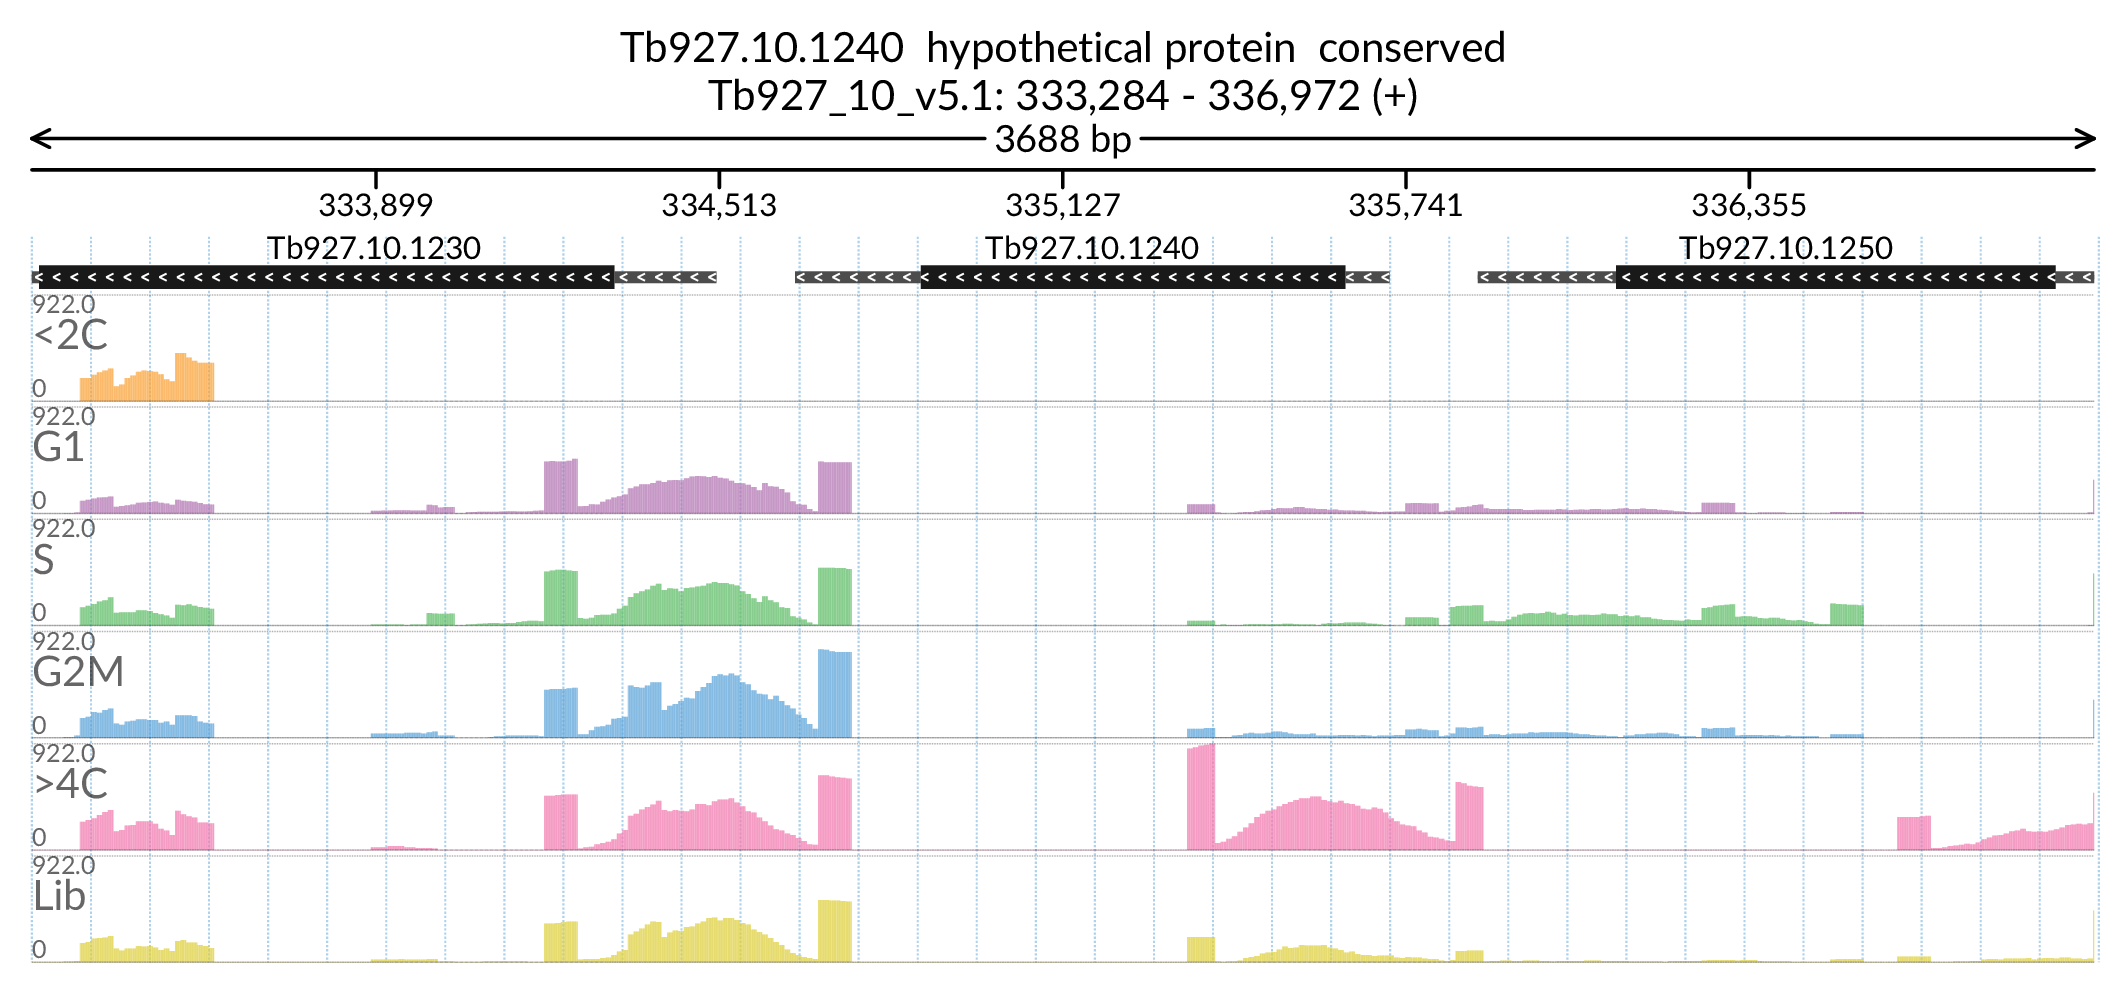 Tb927.10.1240 hypothetical protein conserved
Tb927_10_v5.1: 333,284 - 336,972 (+)
3688 bp
333,899 334,513 335,127 335,741 336,355
Tb927.10.1230 Tb927.10.1240 Tb927.10.1250
922.0
<2C
0
922.0
G1
0
922.0
S
0
922.0
G2M
0
922.0
>4C
0
922.0
Lib
0